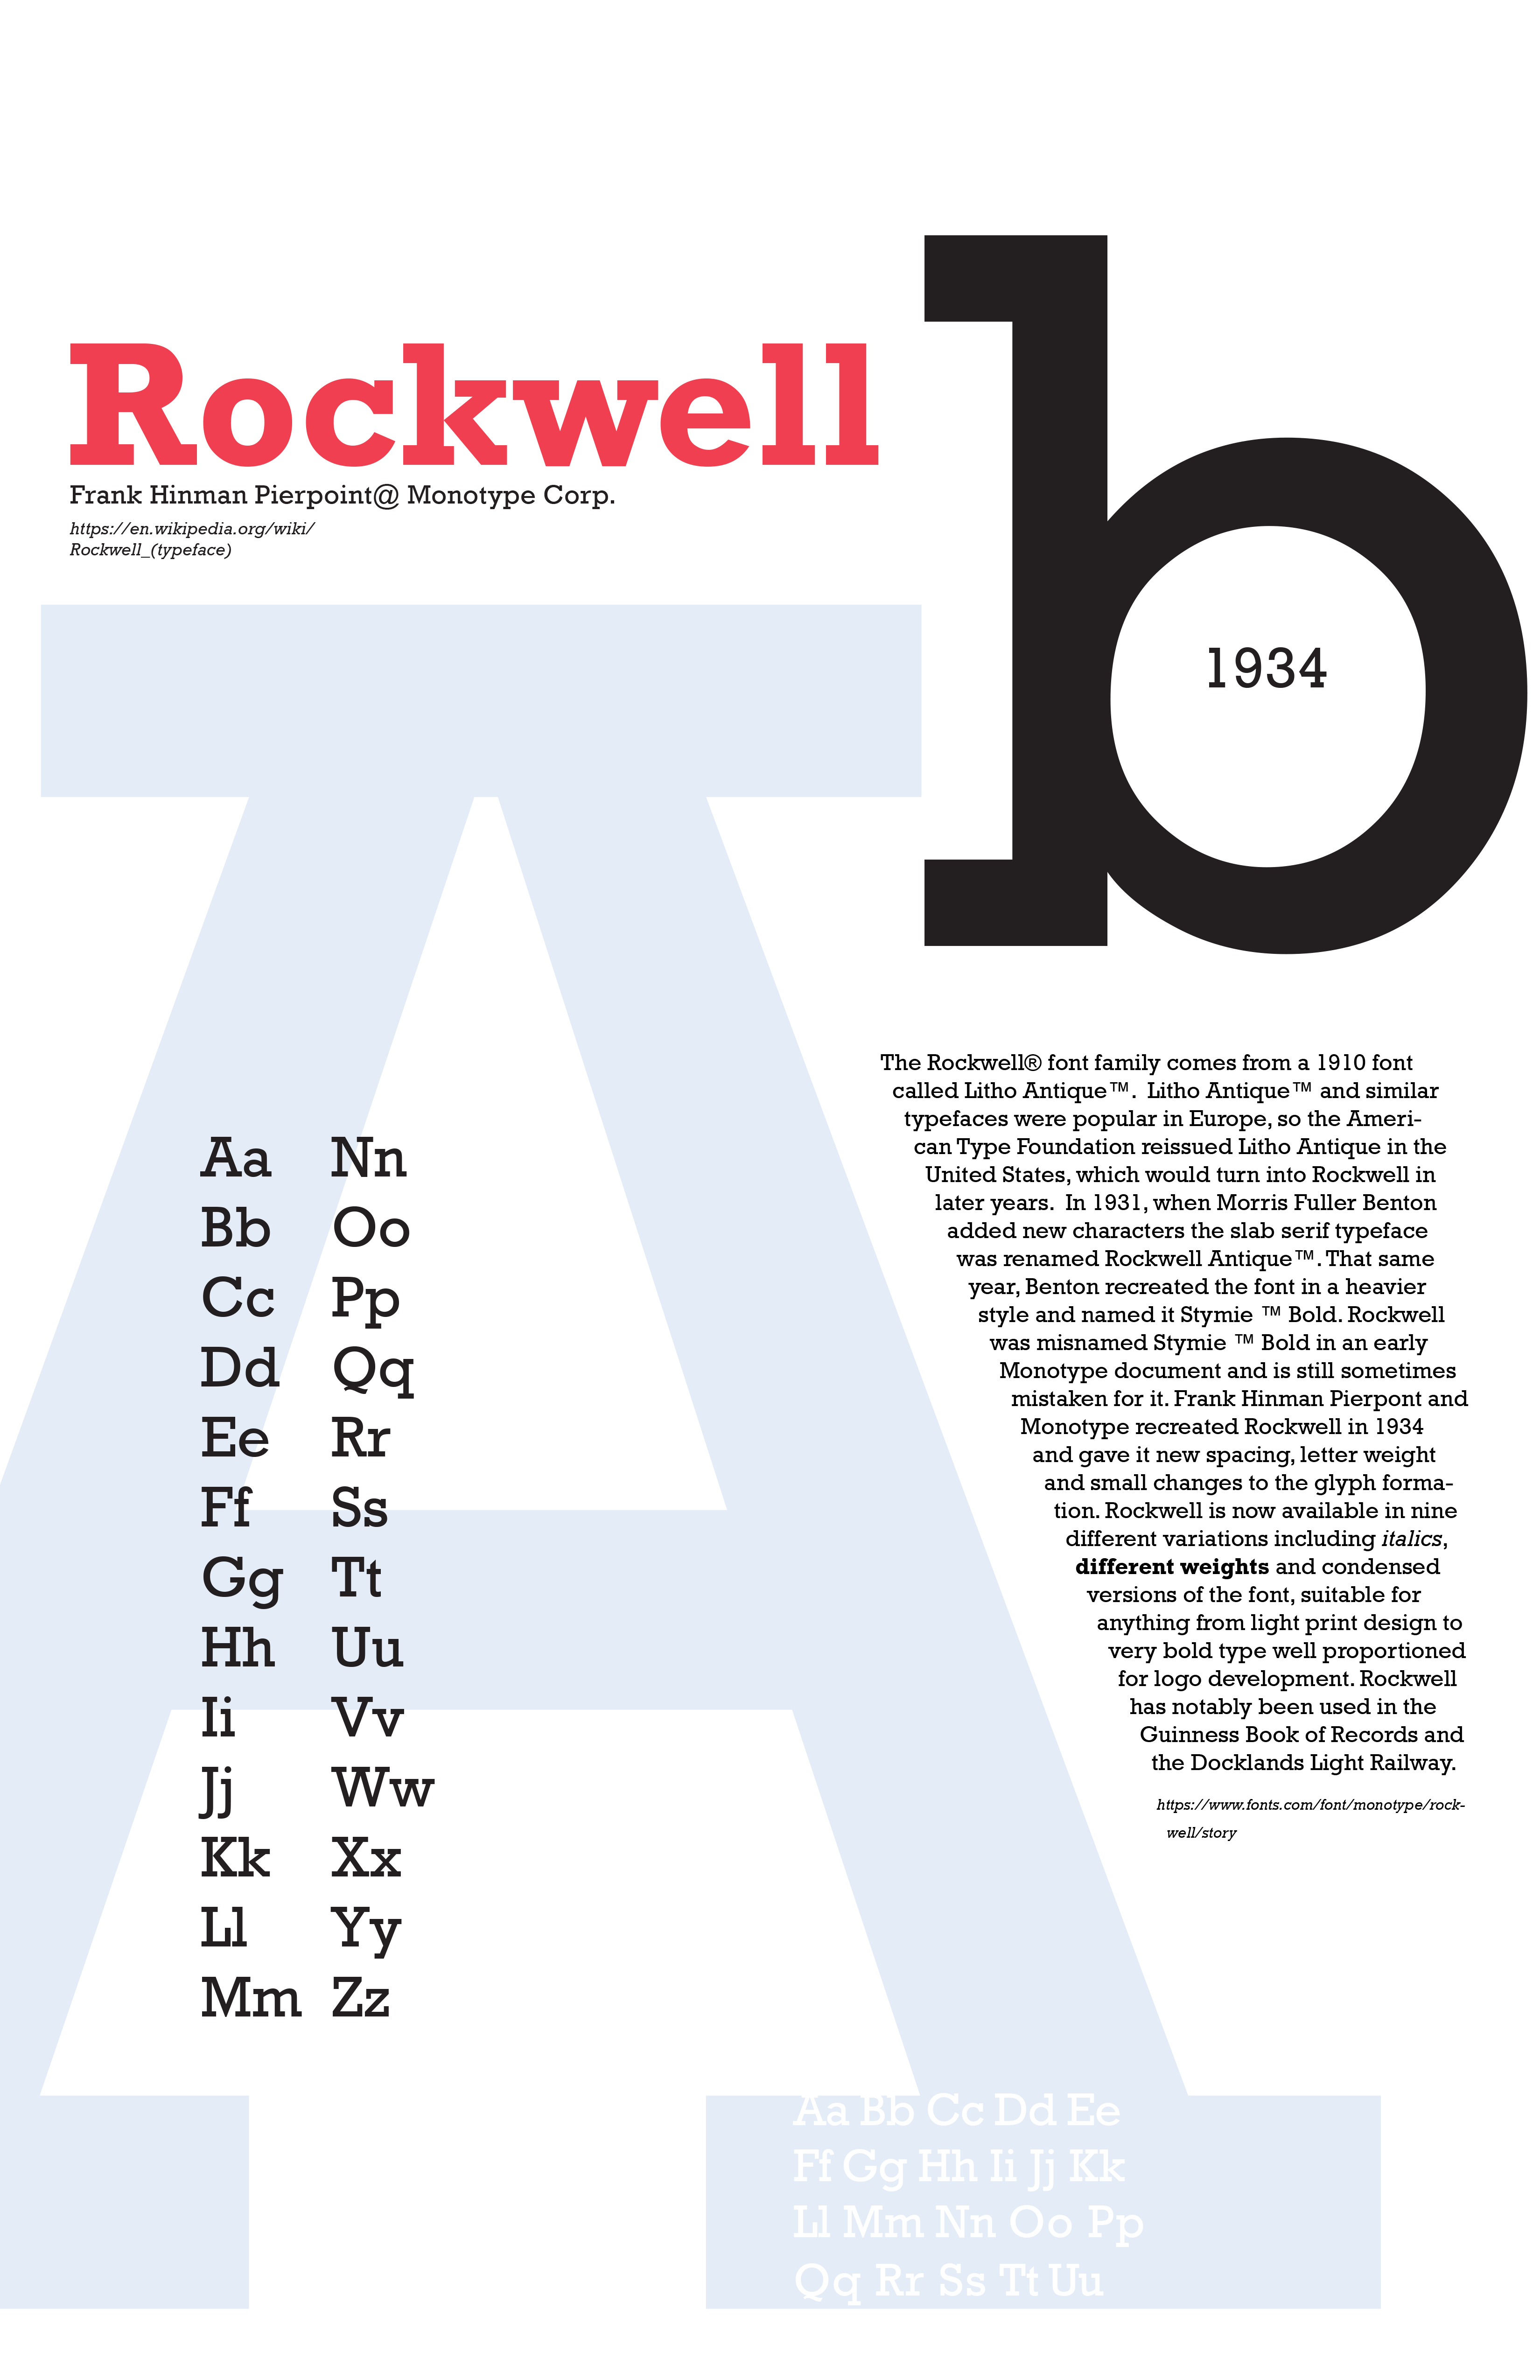 Rockwell
Frank Hinman Pierpoint@ Monotype Corp.
https://en.wikipedia.org/wiki/
Rockwell_(typeface)
b
1934
A
The Rockwell® font family comes from a 1910 font
called Litho Antique™.  Litho Antique™ and similar
typefaces were popular in Europe, so the Ameri-
can Type Foundation reissued Litho Antique in the
United States, which would turn into Rockwell in
later years.  In 1931, when Morris Fuller Benton
added new characters the slab serif typeface
was renamed Rockwell Antique™. That same
year, Benton recreated the font in a heavier
style and named it Stymie ™ Bold. Rockwell
was misnamed Stymie ™ Bold in an early
Monotype document and is still sometimes
mistaken for it. Frank Hinman Pierpont and
Monotype recreated Rockwell in 1934
and gave it new spacing, letter weight
and small changes to the glyph forma-
tion. Rockwell is now available in nine
different variations including italics,
different weights and condensed
versions of the font, suitable for
anything from light print design to
very bold type well proportioned
for logo development. Rockwell
has notably been used in the
Guinness Book of Records and
the Docklands Light Railway.
https://www.fonts.com/font/monotype/rock-
well/story
Aa Nn
Bb Oo
Cc Pp
Dd Qq
Ee Rr
Ff Ss
Gg Tt
Hh Uu
Ii Vv
Jj Ww
Kk Xx
Ll Yy
Mm Zz
Aa Bb Cc Dd Ee
Ff Gg Hh Ii Jj Kk
Ll Mm Nn Oo Pp
Qq Rr Ss Tt Uu